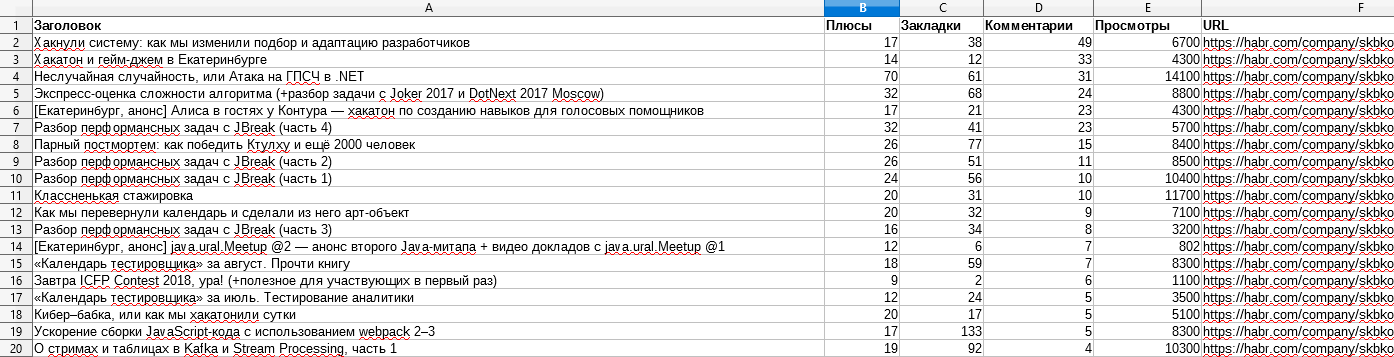 A B C D E F
1 Заголовок Плюсы Закладки Комментарии Просмотры URL
2 Хакнули систему: как мы изменили подбор и адаптацию разработчиков 17 38 49 6700 https://habr.com/company/skbko
3 Хакатон и гейм-джем в Екатеринбурге 14 12 33 4300 https://habr.com/company/skbko
4 Неслучайная случайность, или Атака на ГПСЧ в .NET 70 61 31 14100 https://habr.com/company/skbko
5 Экспресс-оценка сложности алгоритма (+разбор задачи с Joker 2017 и DotNext 2017 Moscow) 32 68 24 8800 https://habr.com/company/skbko
6 [Екатеринбург, анонс] Алиса в гостях у Контура — хакатон по созданию навыков для голосовых помощников 17 21 23 4300 https://habr.com/company/skbko
7 Разбор перформансных задач с JBreak (часть 4) 32 41 23 5700 https://habr.com/company/skbko
8 Парный постмортем: как победить Ктулху и ещё 2000 человек 26 77 15 8400 https://habr.com/company/skbko
9 Разбор перформансных задач с JBreak (часть 2) 26 51 11 8500 https://habr.com/company/skbko
10 Разбор перформансных задач с JBreak (часть 1) 24 56 10 10400 https://habr.com/company/skbko
11 Классненькая стажировка 20 31 10 11700 https://habr.com/company/skbko
12 Как мы перевернули календарь и сделали из него арт-объект 20 32 9 7100 https://habr.com/company/skbko
13 Разбор перформансных задач с JBreak (часть 3) 16 34 8 3200 https://habr.com/company/skbko
14 [Екатеринбург, анонс] java.ural.Meetup @2 — анонс второго Java-митапа + видео докладов с java.ural.Meetup @1 12 6 7 802 https://habr.com/company/skbko
15 «Календарь тестировщика» за август. Прочти книгу 18 59 7 8300 https://habr.com/company/skbko
16 Завтра ICFP Contest 2018, ура! (+полезное для участвующих в первый раз) 9 2 6 1100 https://habr.com/company/skbko
17 «Календарь тестировщика» за июль. Тестирование аналитики 12 24 5 3500 https://habr.com/company/skbko
18 Кибер–бабка, или как мы хакатонили сутки 20 17 5 5100 https://habr.com/company/skbko
19 Ускорение сборки JavaScript-кода с использованием webpack 2–3 17 133 5 8300 https://habr.com/company/skbko
20 О стримах и таблицах в Kafka и Stream Processing, часть 1 19 92 4 10300 https://habr.com/company/skbko